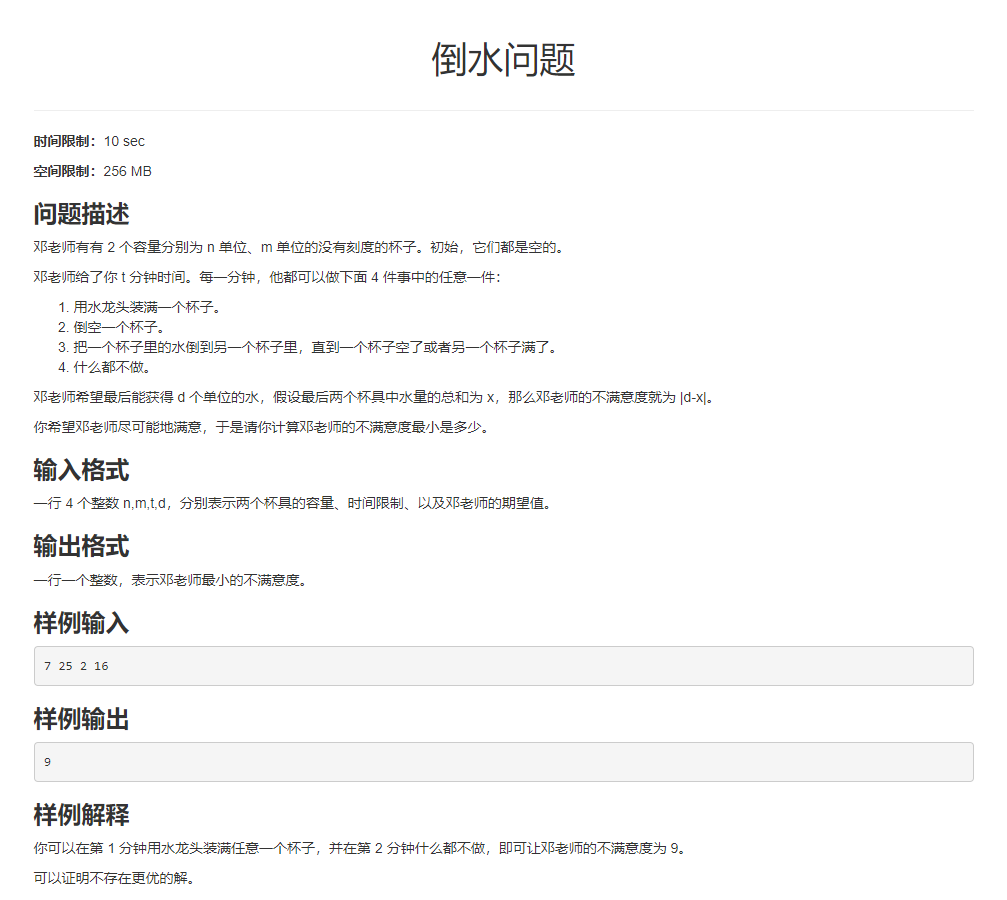 倒水问题
时间限制：10 sec
空间限制：256 MB
问题描述
邓老师有有 2 个容量分别为 n 单位、m 单位的没有刻度的杯子。初始，它们都是空的。
邓老师给了你 t 分钟时间。每一分钟，他都可以做下面 4 件事中的任意一件：
1. 用水龙头装满一个杯子。
2. 倒空一个杯子。
3. 把一个杯子里的水倒到另一个杯子里，直到一个杯子空了或者另一个杯子满了。
4. 什么都不做。
邓老师希望最后能获得 d 个单位的水，假设最后两个杯具中水量的总和为 x，那么邓老师的不满意度就为 |d-x|。
你希望邓老师尽可能地满意，于是请你计算邓老师的不满意度最小是多少。
输入格式
一行 4 个整数 n,m,t,d，分别表示两个杯具的容量、时间限制、以及邓老师的期望值。
输出格式
一行一个整数，表示邓老师最小的不满意度。
样例输入
7 25 2 16
样例输出
9
样例解释
你可以在第 1 分钟用水龙头装满任意一个杯子，并在第 2 分钟什么都不做，即可让邓老师的不满意度为 9。
可以证明不存在更优的解。